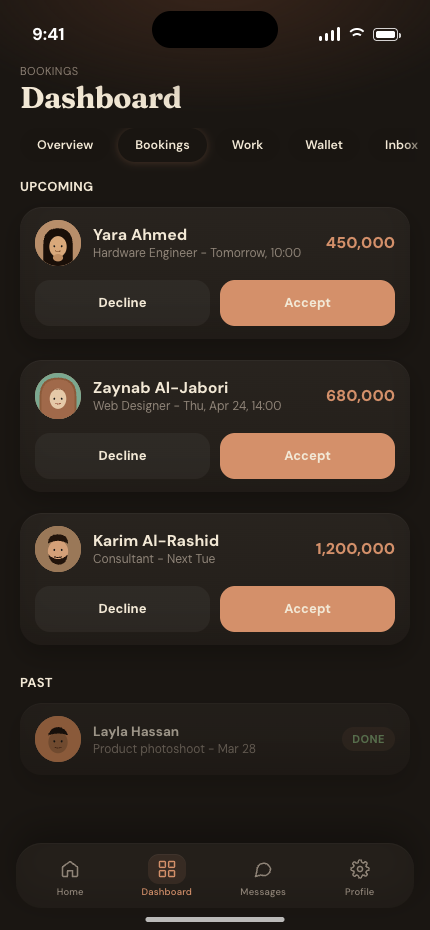 9:41
BOOKINGS
Dashboard
Overview Bookings Work Wallet Inbox
UPCOMING
Yara Ahmed
Hardware Engineer - Tomorrow, 10:00
450,000
Decline Accept
Zaynab Al-Jabori
Web Designer - Thu, Apr 24, 14:00
680,000
Decline Accept
Karim Al-Rashid
Consultant - Next Tue
1,200,000
Decline Accept
PAST
Layla Hassan
Product photoshoot - Mar 28
DONE
Home Dashboard Messages Profile